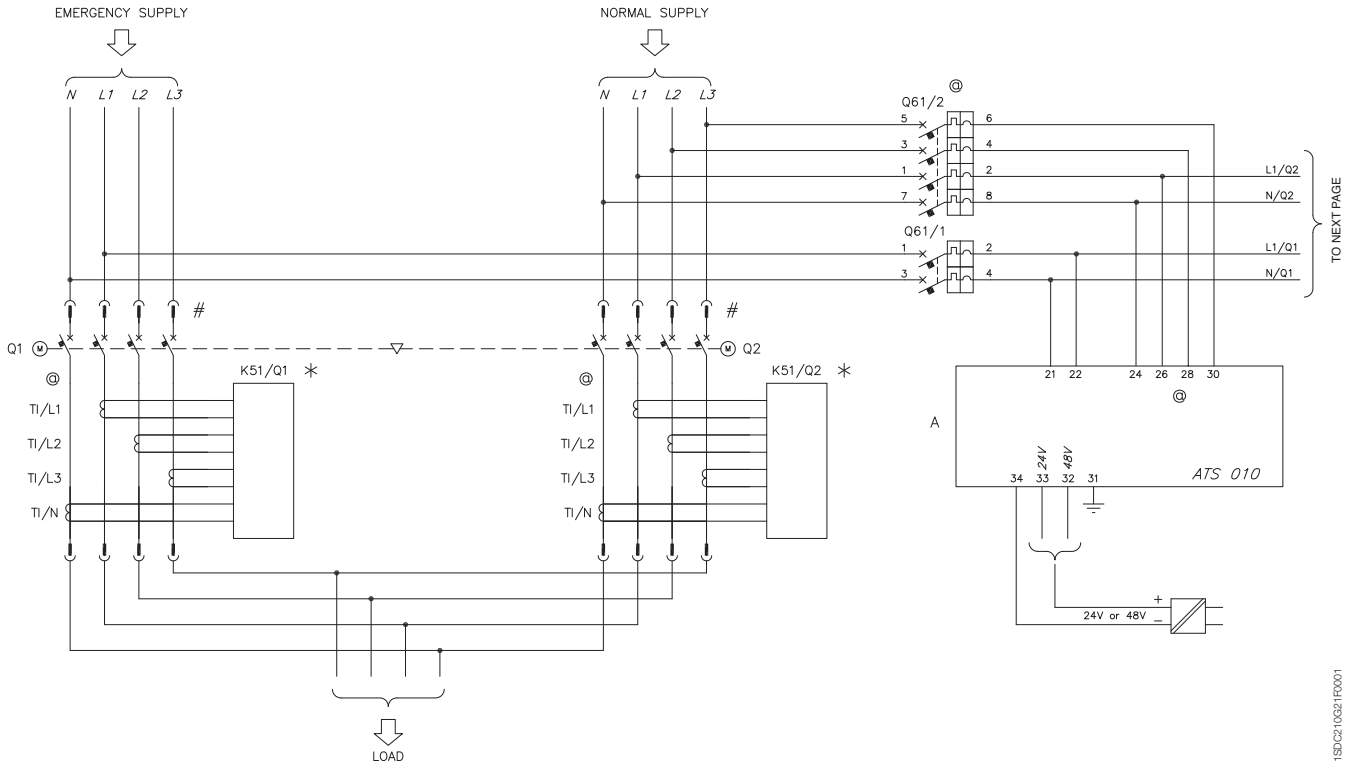 EMERGENCY SUPPLY
NORMAL SUPPLY
N L1 L2 L3
N L1 L2 L3
@
Q61/2
5 6
3 4
1 2 L1/Q2
7 8 N/Q2
Q61/1
1 2 L1/Q1
3 4 N/Q1
TO NEXT PAGE
#
#
Q1 M
M Q2
@
K51/Q1 *
@
K51/Q2 *
21 22 24 26 28 30
@
TI/L1
TI/L1
A
TI/L2
TI/L2
TI/L3
TI/L3
24V 48V
ATS 010
34 33 32 31
TI/N
TI/N
+
24V or 48V −
LOAD
1SDC210G21F0001